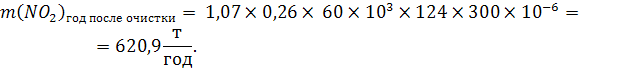 m(NO₂)год после очистки = 1,07 × 0,26 × 60 × 10³ × 124 × 300 × 10⁻⁶ =
= 620,9 т/год.